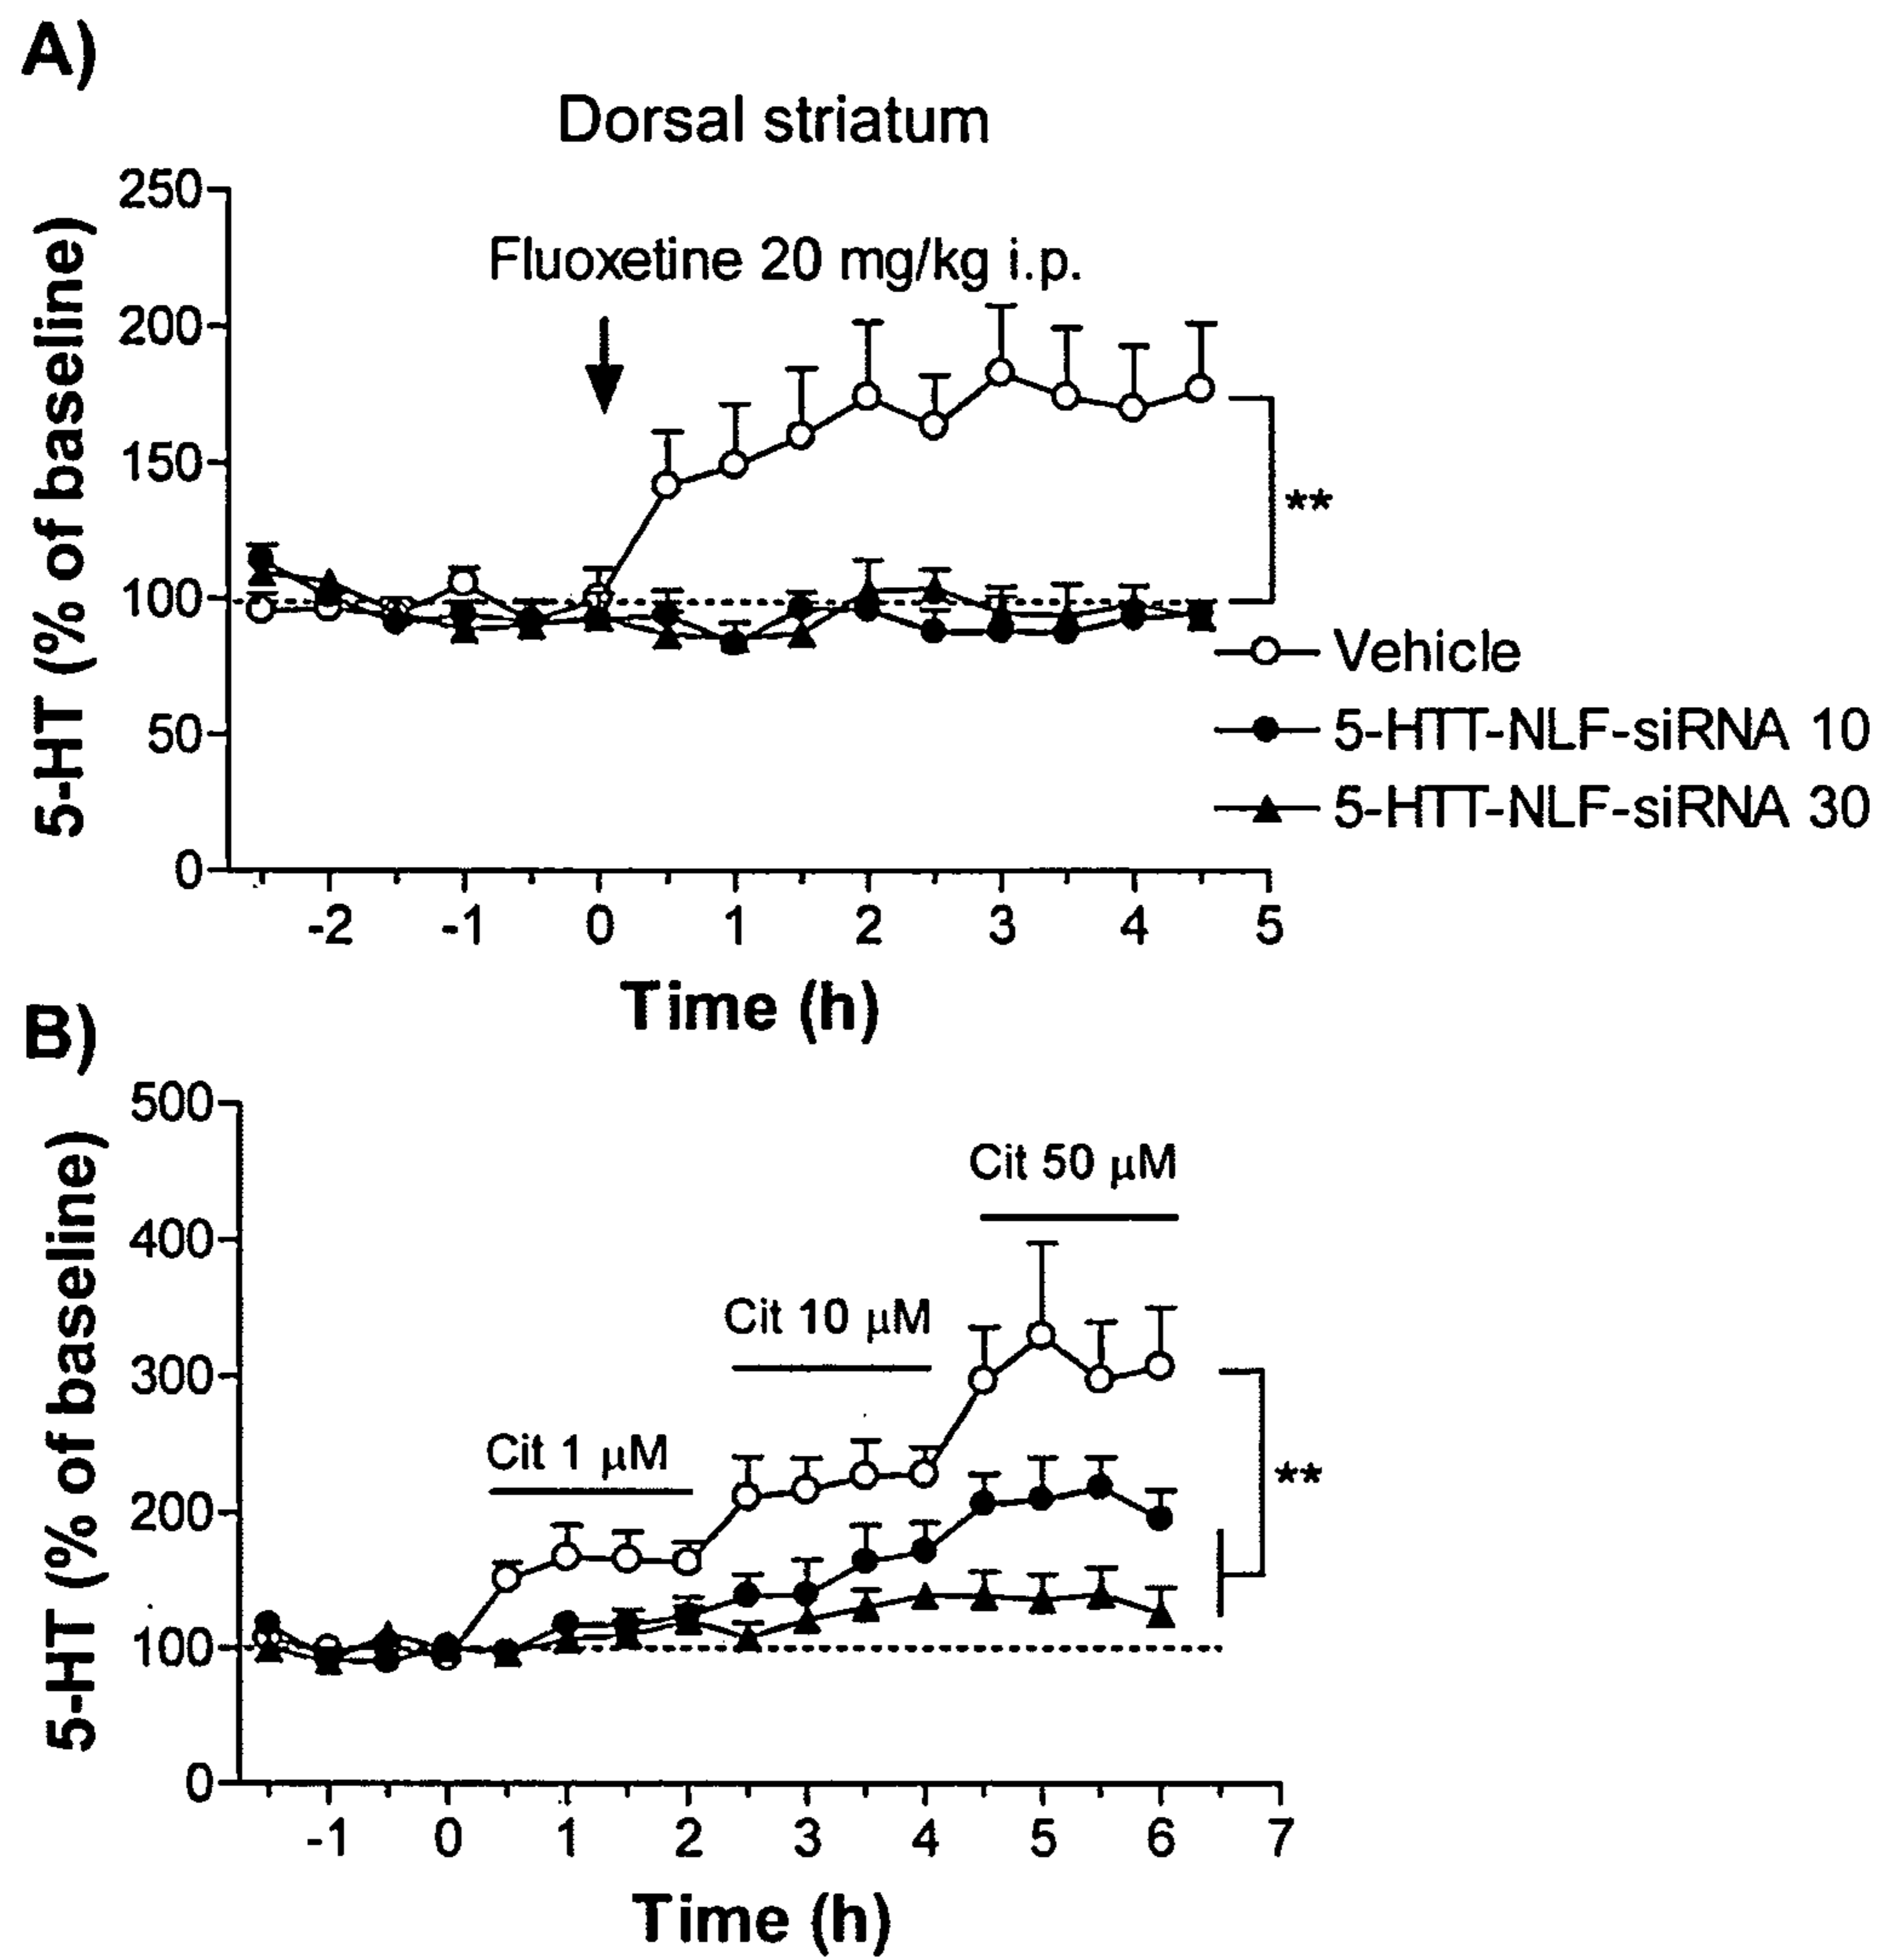 A)
Dorsal striatum
Fluoxetine 20 mg/kg i.p.
5-HT (% of baseline)
250
200
150
100
50
0
**
Vehicle
5-HTT-NLF-siRNA 10
5-HTT-NLF-siRNA 30
-2 -1 0 1 2 3 4 5
Time (h)
B)
5-HT (% of baseline)
500
400
300
200
100
0
Cit 50 µM
Cit 10 µM
Cit 1 µM
**
-1 0 1 2 3 4 5 6 7
Time (h)